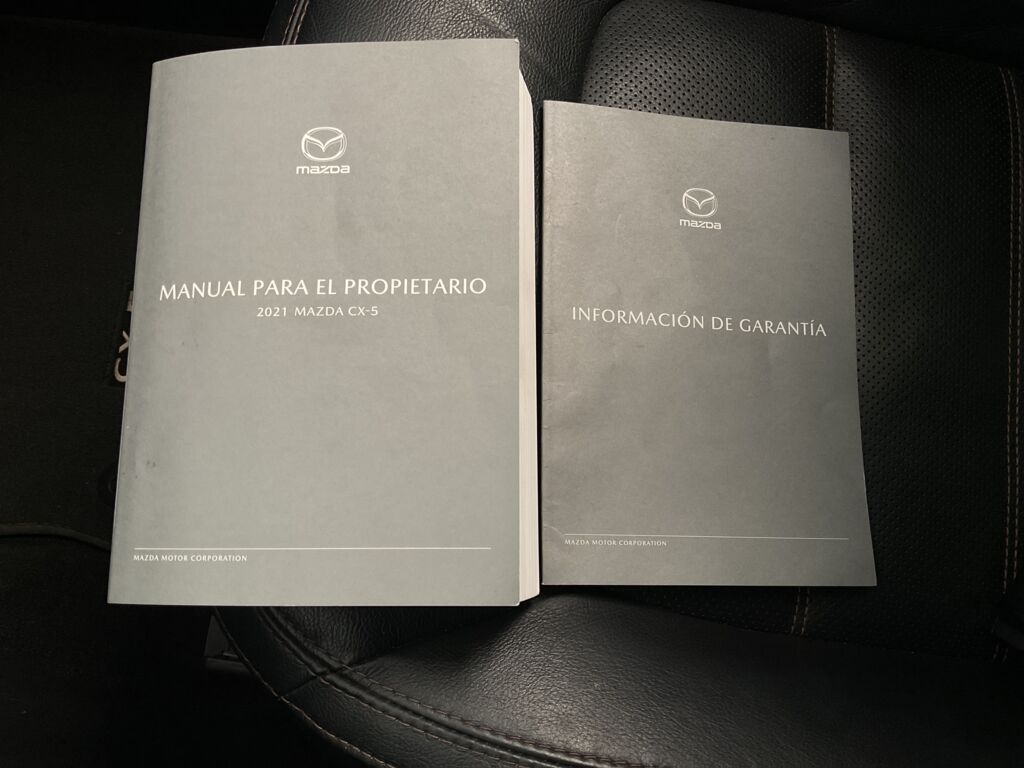 mazda
MANUAL PARA EL PROPIETARIO
2021 MAZDA CX-5
MAZDA MOTOR CORPORATION
mazda
INFORMACIÓN DE GARANTÍA
MAZDA MOTOR CORPORATION